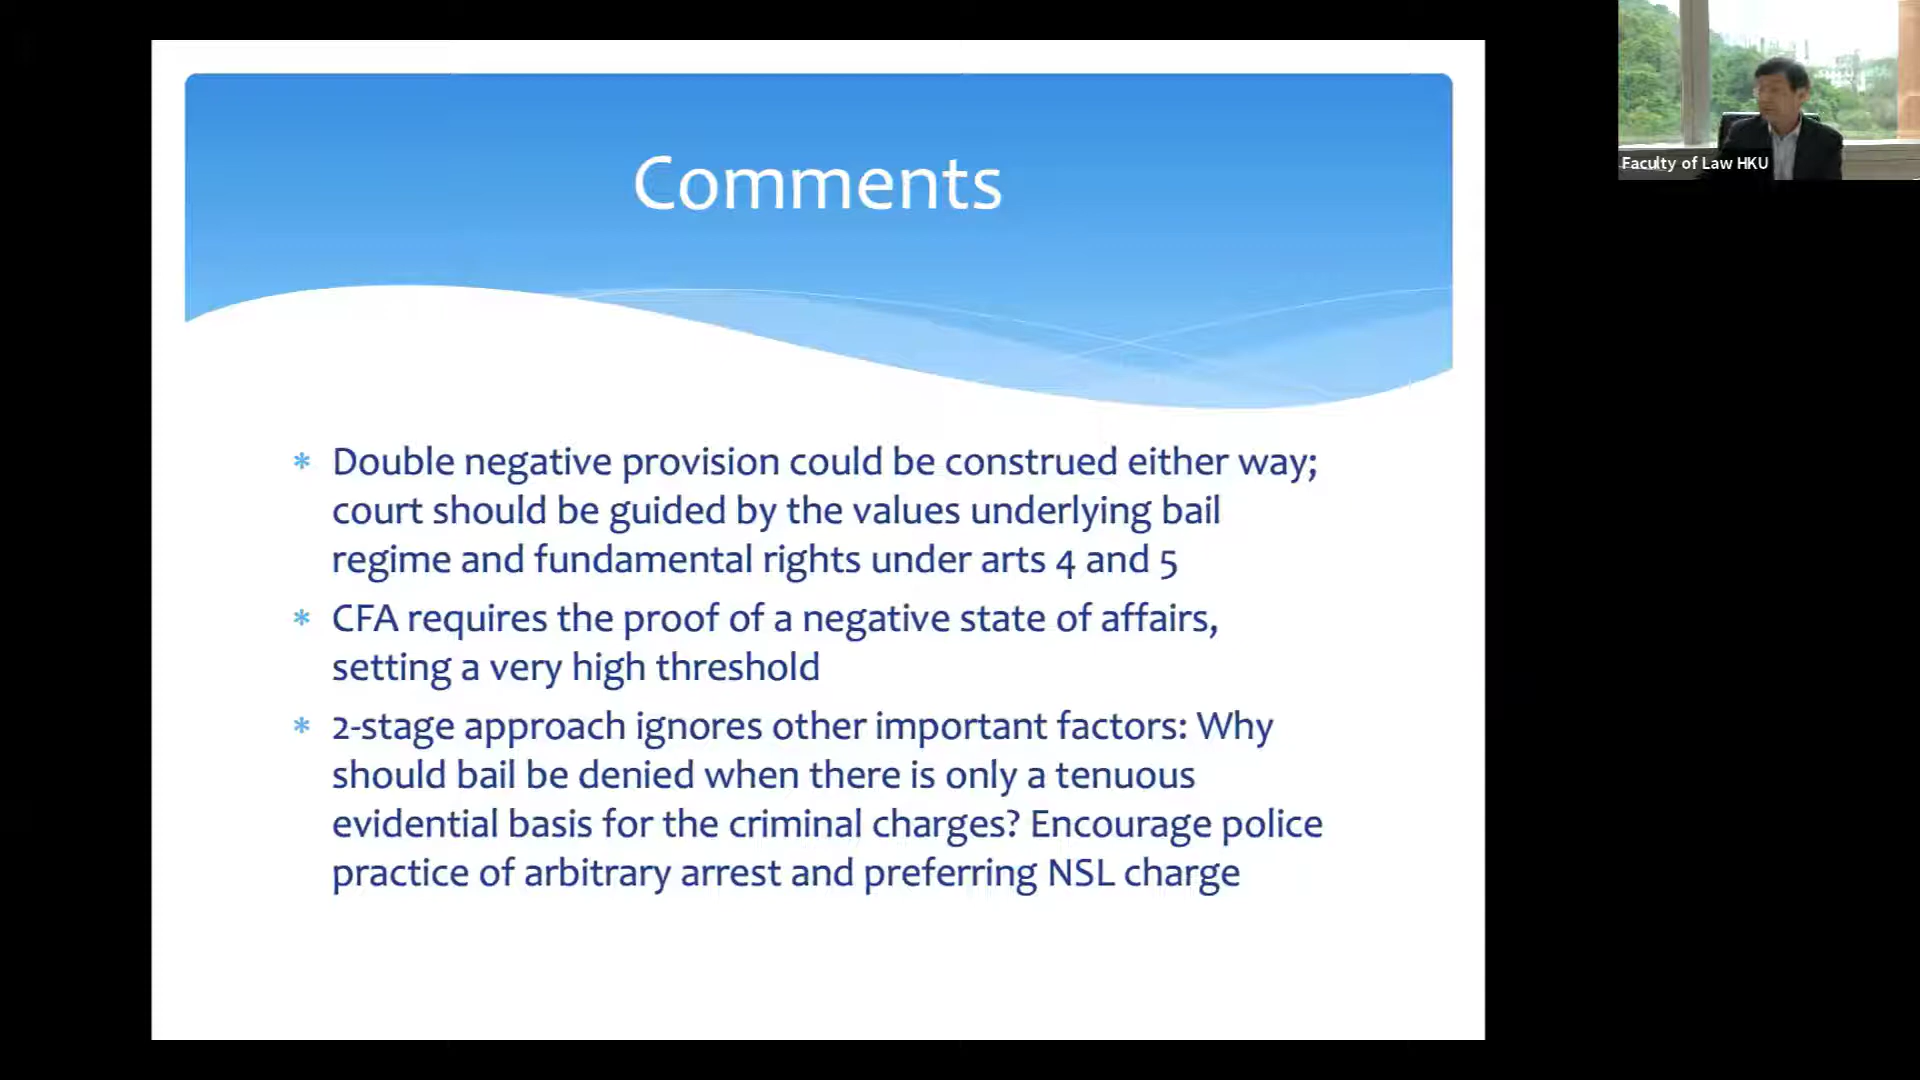 Comments
Faculty of Law HKU
* Double negative provision could be construed either way;
court should be guided by the values underlying bail
regime and fundamental rights under arts 4 and 5
* CFA requires the proof of a negative state of affairs,
setting a very high threshold
* 2-stage approach ignores other important factors: Why
should bail be denied when there is only a tenuous
evidential basis for the criminal charges? Encourage police
practice of arbitrary arrest and preferring NSL charge